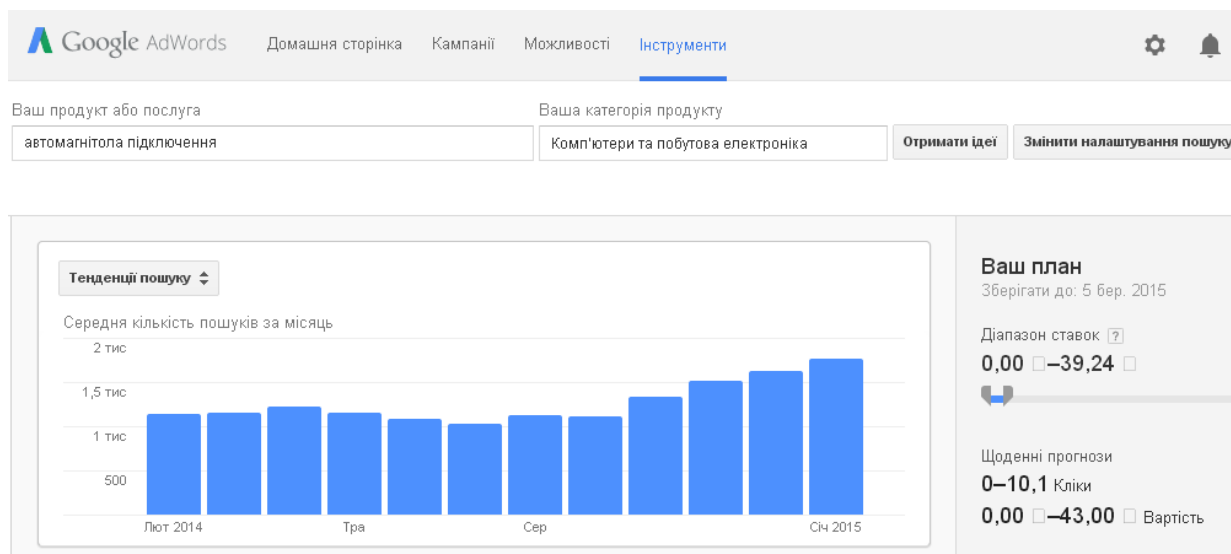 Google AdWords Домашня сторінка Кампанії Можливості Інструменти
Ваш продукт або послуга Ваша категорія продукту
автомагнітола підключення Комп'ютери та побутова електроніка Отримати ідеї Змінити налаштування пошуку
Тенденції пошуку
Середня кількість пошуків за місяць
2 тис
1,5 тис
1 тис
500
Лют 2014 Тра Сер Січ 2015
Ваш план
Зберігати до: 5 бер. 2015
Діапазон ставок ?
0,00 □–39,24 □
Щоденні прогнози
0–10,1 Кліки
0,00 □–43,00 □ Вартість